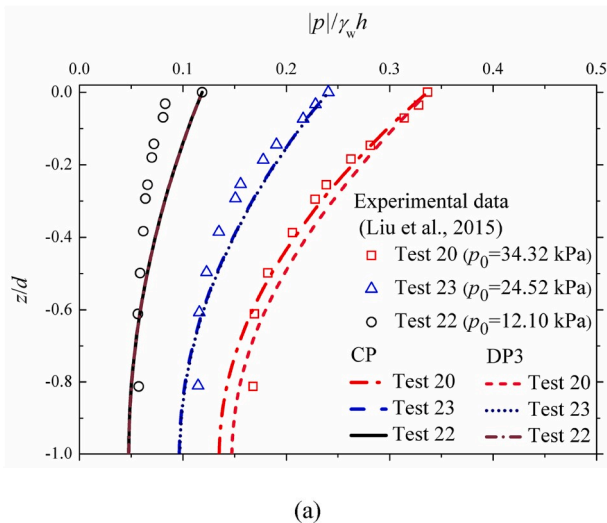 |p|/γwh
0.0 0.1 0.2 0.3 0.4 0.5
0.0
-0.2
-0.4
-0.6
-0.8
-1.0
z/d
Experimental data
(Liu et al., 2015)
Test 20 (p0=34.32 kPa)
Test 23 (p0=24.52 kPa)
Test 22 (p0=12.10 kPa)
CP DP3
Test 20 Test 20
Test 23 Test 23
Test 22 Test 22
(a)